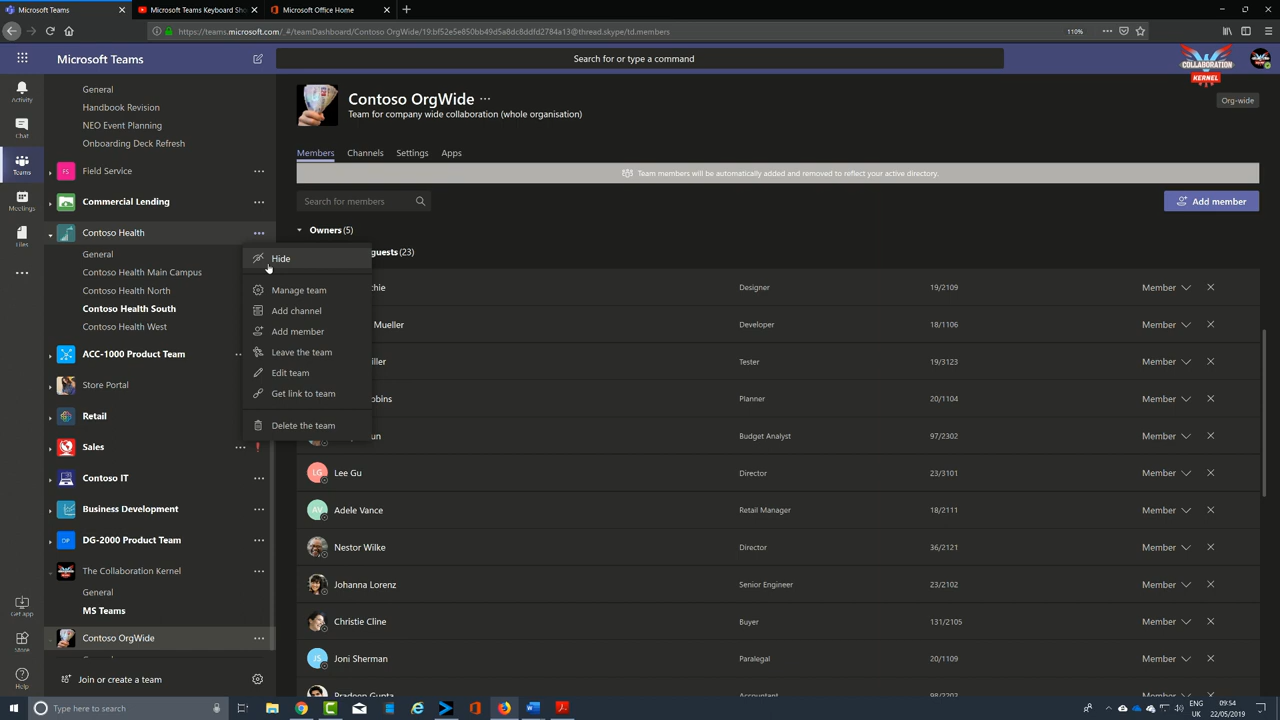 Microsoft Teams
Microsoft Teams Keyboard Sho
Microsoft Office Home
https://teams.microsoft.com/_#/teamDashboard/Contoso OrgWide/19:bf52e5e850bb49d5a8dc8ddfd2784a13@thread.skype/td.members
110%
Microsoft Teams
Search for or type a command
COLLABORATION
KERNEL
Activity
Chat
Teams
Meetings
Files
Get app
More
Help
General
Handbook Revision
NEO Event Planning
Onboarding Deck Refresh
FS
Field Service
Commercial Lending
Contoso Health
General
Contoso Health Main Campus
Contoso Health North
Contoso Health South
Contoso Health West
ACC-1000 Product Team
Store Portal
Retail
Sales
Contoso IT
Business Development
DG-2000 Product Team
The Collaboration Kernel
General
MS Teams
Contoso OrgWide
Join or create a team
Hide
Manage team
Add channel
Add member
Leave the team
Edit team
Get link to team
Delete the team
Contoso OrgWide
Team for company wide collaboration (whole organisation)
Org-wide
Members Channels Settings Apps
Team members will be automatically added and removed to reflect your active directory.
Search for members
Add member
Owners (5)
guests (23)
Designer 19/2109 Member
Mueller Developer 18/1106 Member
Tester 19/3123 Member
Planner 20/1104 Member
Budget Analyst 97/2302 Member
LG Lee Gu Director 23/3101 Member
AV Adele Vance Retail Manager 18/2111 Member
Nestor Wilke Director 36/2121 Member
Johanna Lorenz Senior Engineer 23/2102 Member
Christie Cline Buyer 131/2105 Member
JS Joni Sherman Paralegal 20/1109 Member
Pradeep Gupta Accountant 98/2202 Member
Type here to search
ENG
UK
09:54
22/05/2019